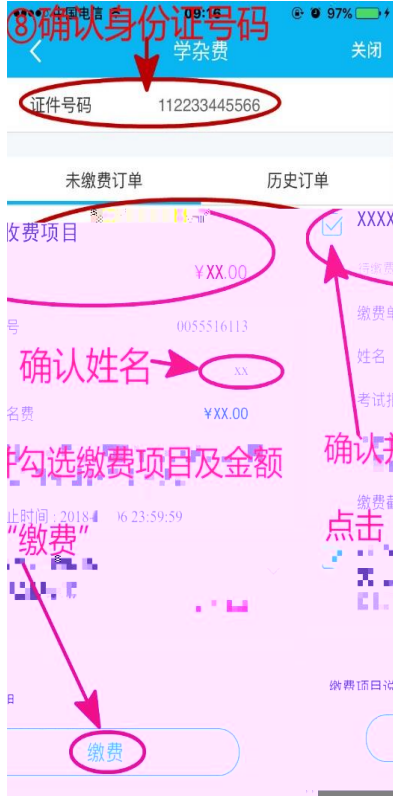 中国电信 09:16 97%
⑧确认身份证号码
学杂费 关闭
证件号码 112233445566
未缴费订单 历史订单
收费项目 XXXX
¥XX.00 待缴费
号 0055516113 缴费单
确认姓名 xx 姓名
名费 ¥XX.00 考试报
并勾选缴费项目及金额 确认并
止时间 : 2018- 06 23:59:59 缴费截
“缴费” 点击
缴费项目说
缴费